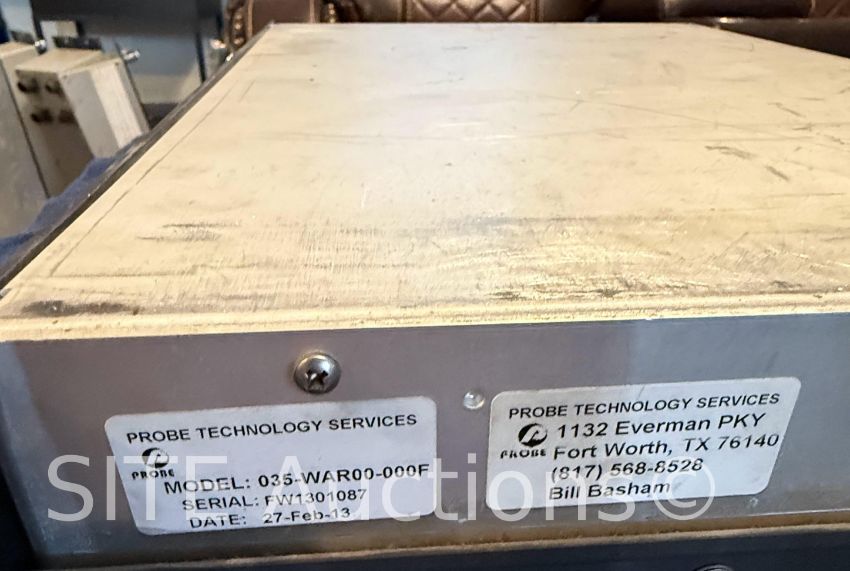 PROBE TECHNOLOGY SERVICES
PROBE
MODEL: 035-WAR00-000F
SERIAL: FW1301087
DATE: 27-Feb-13
PROBE TECHNOLOGY SERVICES
1132 Everman PKY
PROBE Fort Worth, TX 76140
(817) 568-8528
Bill Basham
SITE Auctions©